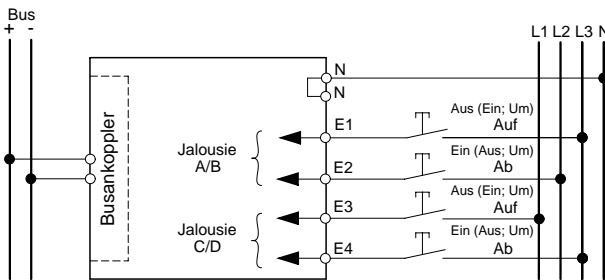 Bus
+ -
L1 L2 L3 N
N
N
Busankoppler
Jalousie
A/B
E1
Aus (Ein; Um)
Auf
E2
Ein (Aus; Um)
Ab
Jalousie
C/D
E3
Aus (Ein; Um)
Auf
E4
Ein (Aus; Um)
Ab